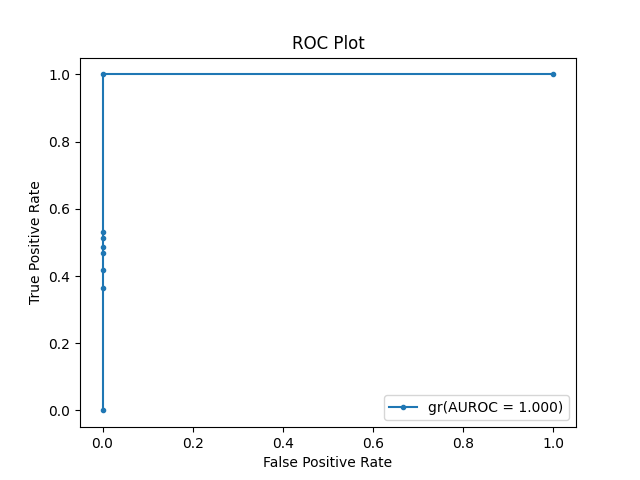 ROC Plot
True Positive Rate
1.0
0.8
0.6
0.4
0.2
0.0
gr(AUROC = 1.000)
0.0 0.2 0.4 0.6 0.8 1.0
False Positive Rate